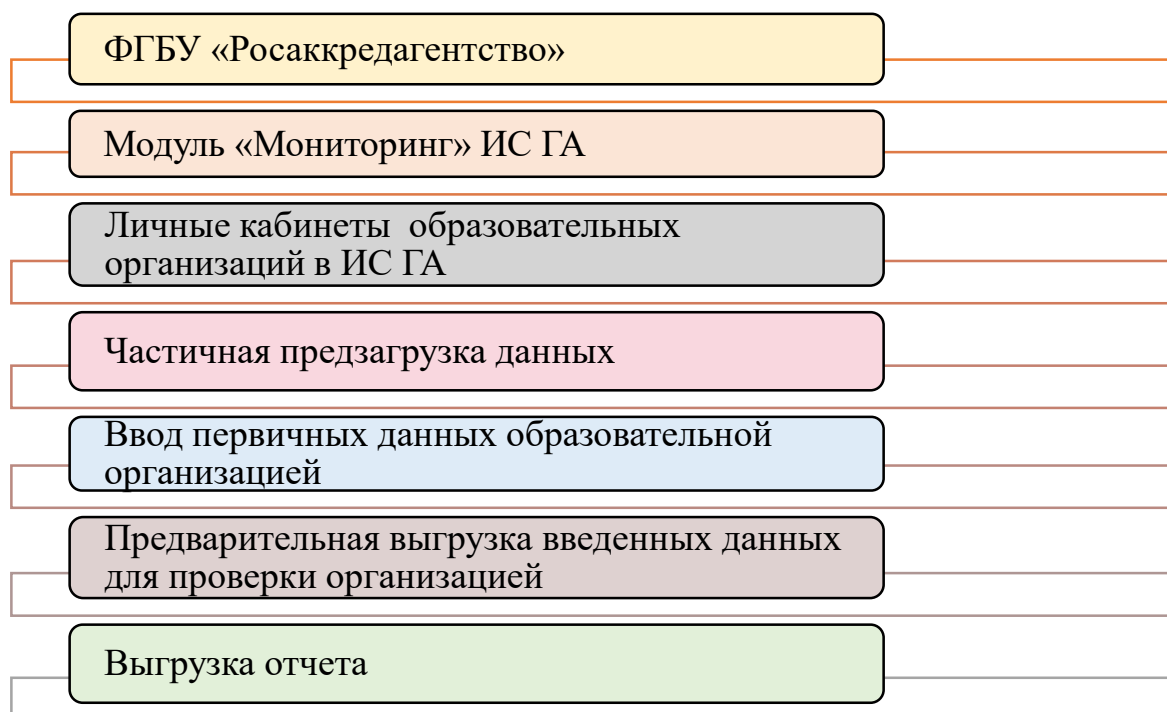 ФГБУ «Росаккредагентство»
Модуль «Мониторинг» ИС ГА
Личные кабинеты  образовательных
организаций в ИС ГА
Частичная предзагрузка данных
Ввод первичных данных образовательной
организацией
Предварительная выгрузка введенных данных
для проверки организацией
Выгрузка отчета